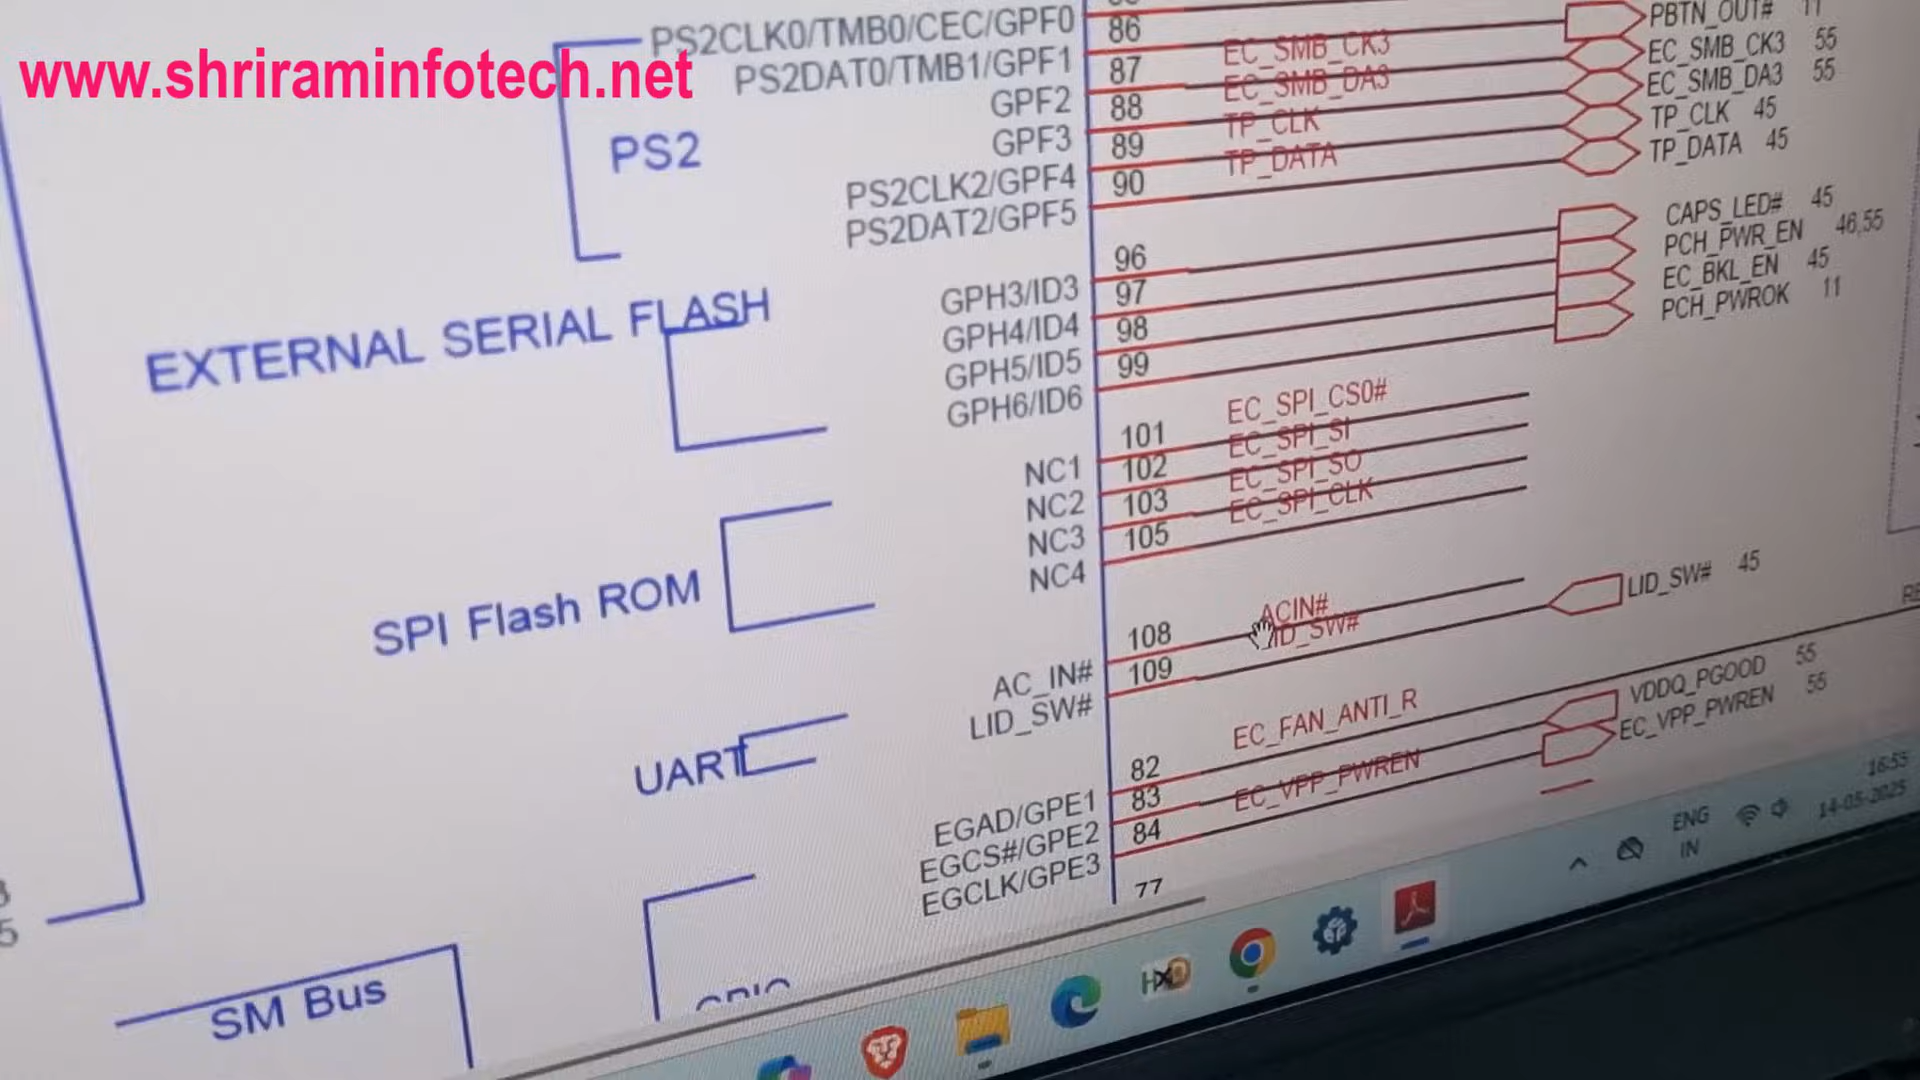 www.shriraminfotech.net
PS2CLK0/TMB0/CEC/GPF0
PS2DAT0/TMB1/GPF1
GPF2
GPF3
PS2CLK2/GPF4
PS2DAT2/GPF5
PS2
86
87
88
89
90
EC_SMB_CK3
EC_SMB_DA3
TP_CLK
TP_DATA
PBTN_OUT# 11
EC_SMB_CK3 55
EC_SMB_DA3 55
TP_CLK 45
TP_DATA 45
EXTERNAL SERIAL FLASH
GPH3/ID3
GPH4/ID4
GPH5/ID5
GPH6/ID6
96
97
98
99
CAPS_LED# 45
PCH_PWR_EN 46,55
EC_BKL_EN 45
PCH_PWROK 11
SPI Flash ROM
NC1
NC2
NC3
NC4
101
102
103
105
EC_SPI_CS0#
EC_SPI_SI
EC_SPI_SO
EC_SPI_CLK
UART
AC_IN#
LID_SW#
108
109
ACIN#
LID_SW# 45
EGAD/GPE1
EGCS#/GPE2
EGCLK/GPE3
82
83
84
77
EC_FAN_ANTI_R
EC_VPP_PWREN
VDDQ_PGOOD 55
EC_VPP_PWREN 55
SM Bus
ENG
IN
16:55
14-05-2025